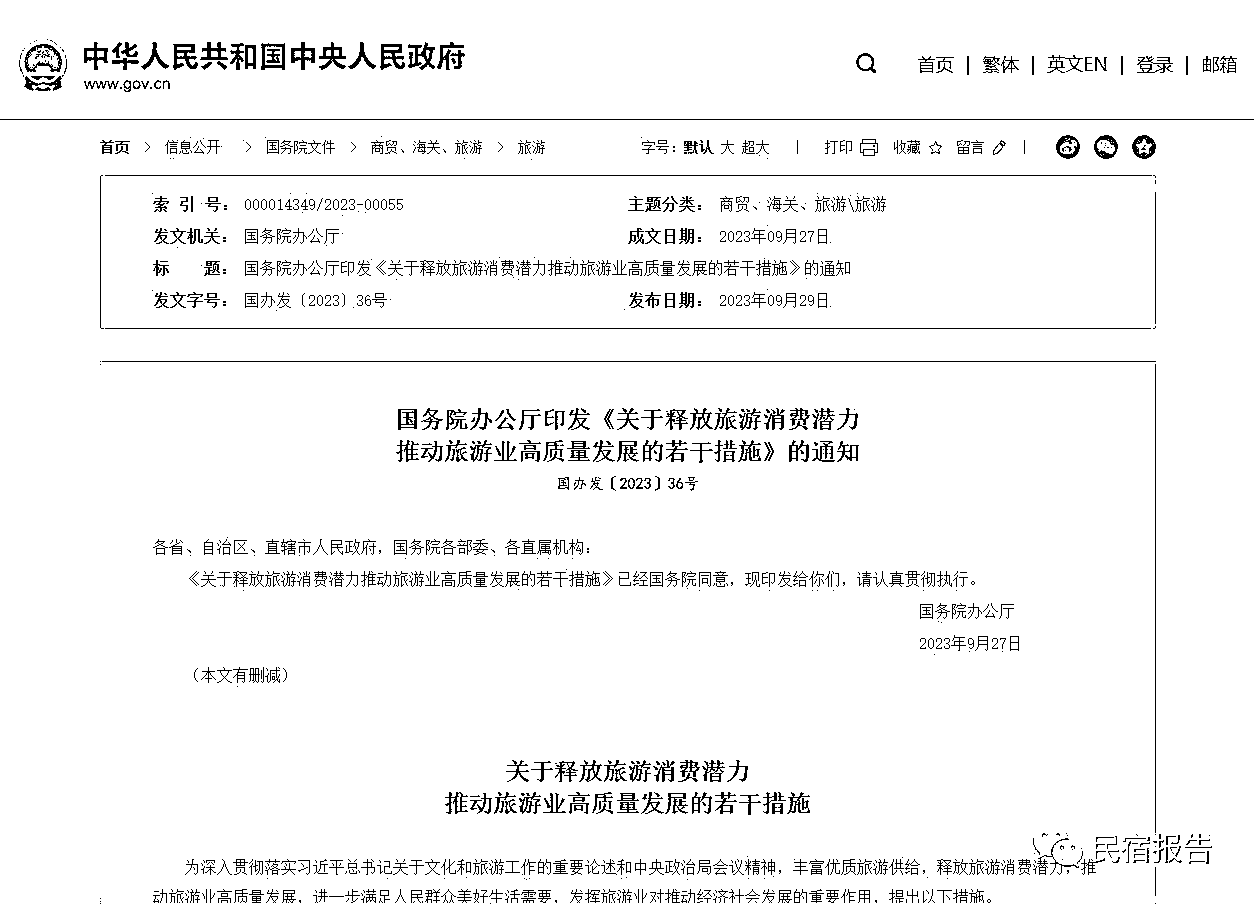 中华人民共和国中央人民政府
www.gov.cn
首页 | 繁体 | 英文EN | 登录 | 邮箱
首页 > 信息公开 > 国务院文件 > 商贸、海关、旅游 > 旅游
字号：默认 大 超大 | 打印 收藏 留言 |
索引号： 000014349/2023-00055 主题分类： 商贸、海关、旅游\旅游
发文机关： 国务院办公厅 成文日期： 2023年09月27日
标题： 国务院办公厅印发《关于释放旅游消费潜力推动旅游业高质量发展的若干措施》的通知
发文字号： 国办发〔2023〕36号 发布日期： 2023年09月29日
国务院办公厅印发《关于释放旅游消费潜力
推动旅游业高质量发展的若干措施》的通知
国办发〔2023〕36号
各省、自治区、直辖市人民政府，国务院各部委、各直属机构：
《关于释放旅游消费潜力推动旅游业高质量发展的若干措施》已经国务院同意，现印发给你们，请认真贯彻执行。
国务院办公厅
2023年9月27日
（本文有删减）
关于释放旅游消费潜力
推动旅游业高质量发展的若干措施
为深入贯彻落实习近平总书记关于文化和旅游工作的重要论述和中央政治局会议精神，丰富优质旅游供给，释放旅游消费潜力，推
动旅游业高质量发展，进一步满足人民群众美好生活需要，发挥旅游业对推动经济社会发展的重要作用，提出以下措施。
民宿报告